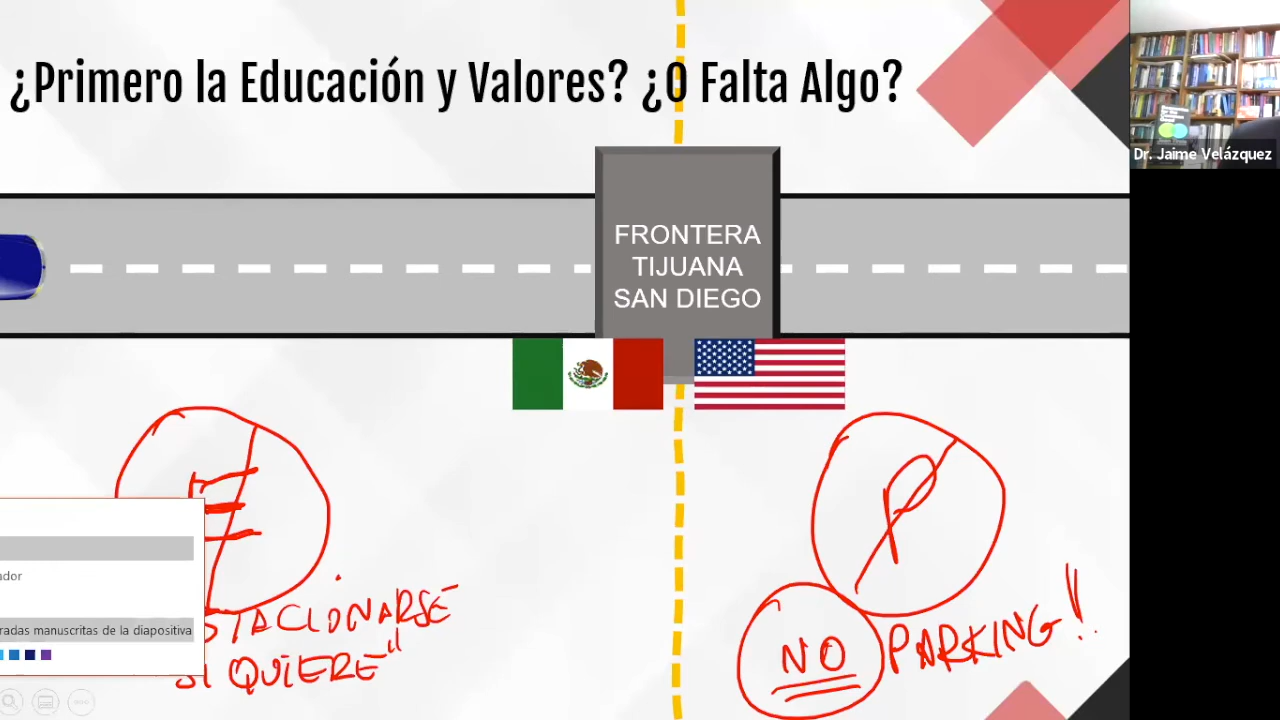 ¿Primero la Educación y Valores? ¿O Falta Algo?
Dr. Jaime Velázquez
FRONTERA
TIJUANA
SAN DIEGO
E
P
ador
radas manuscritas de la diapositiva
STACIONARSE
SI QUIERE"
NO PARKING!!